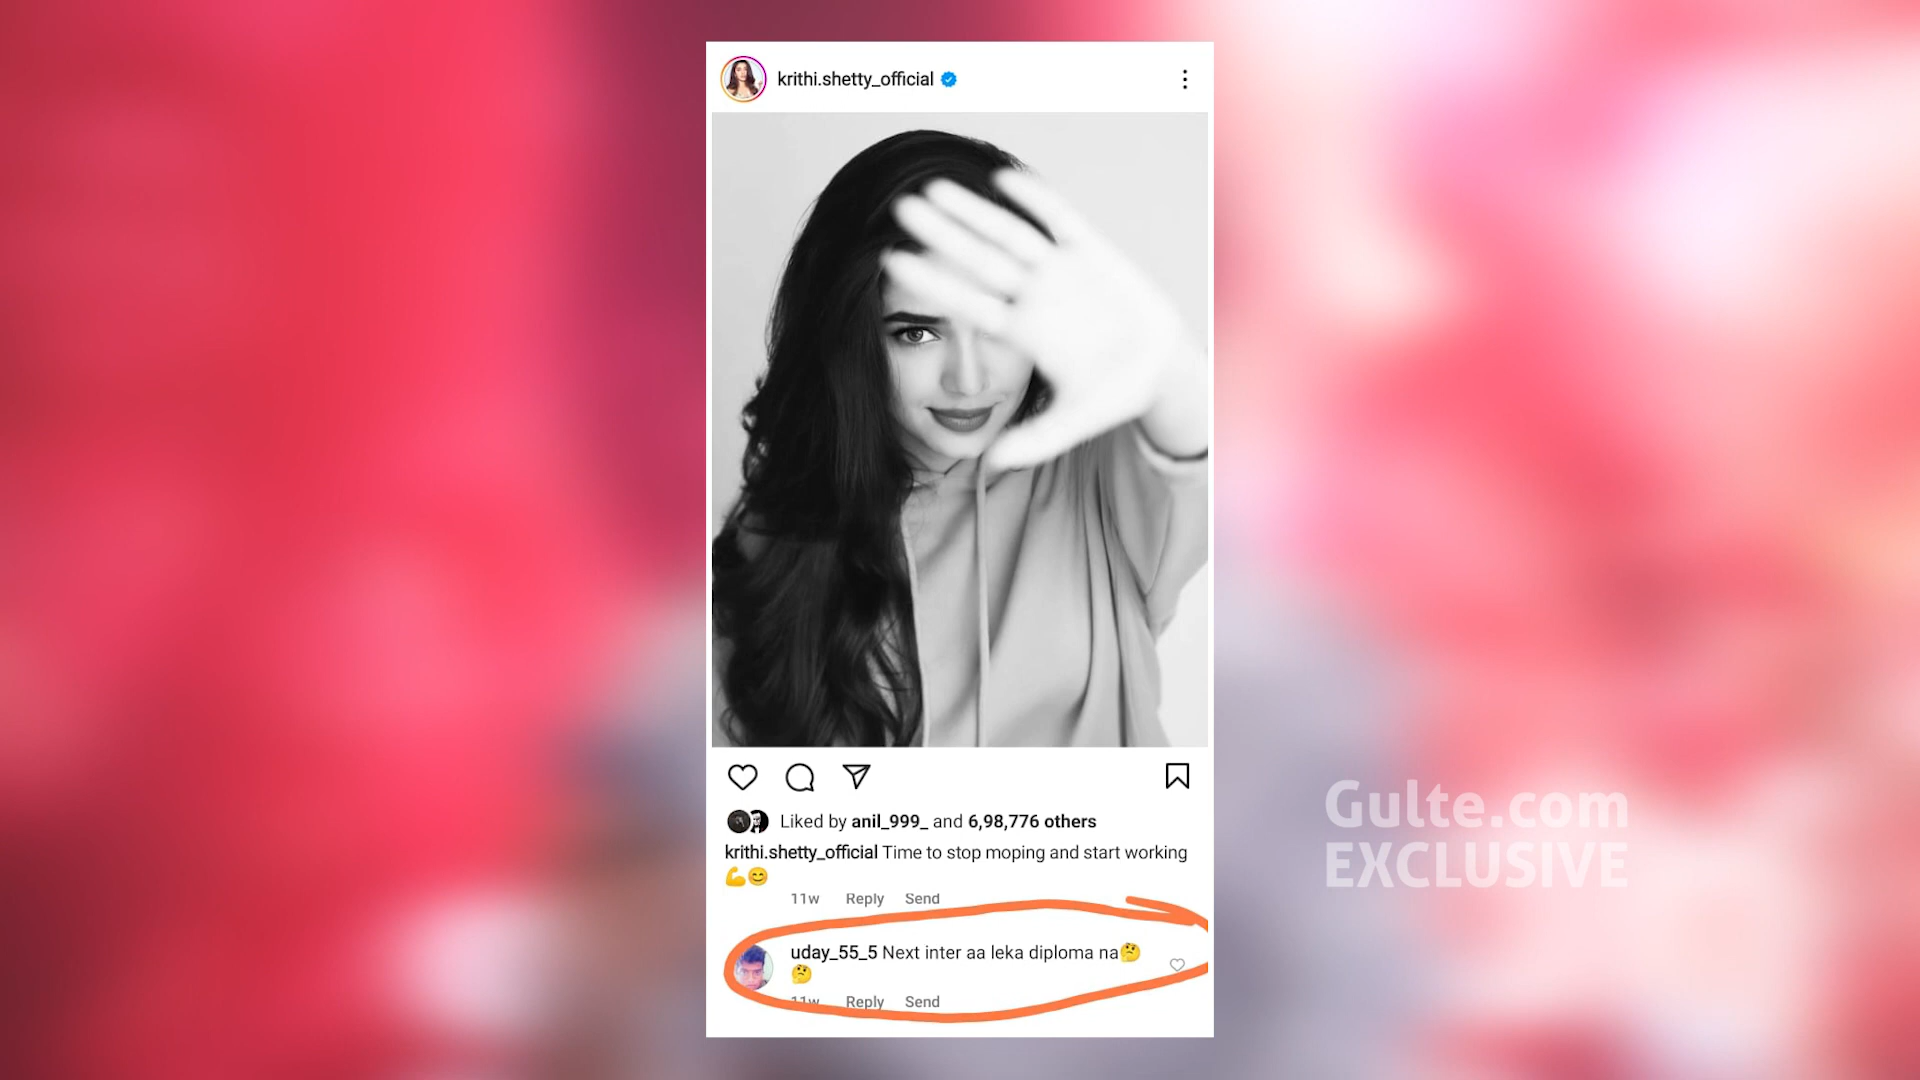 krithi.shetty_official
Liked by anil_999_ and 6,98,776 others
krithi.shetty_official Time to stop moping and start working
💪😊
11w Reply Send
uday_55_5 Next inter aa leka diploma na🤔
🤔
11w Reply Send
Gulte.com
EXCLUSIVE